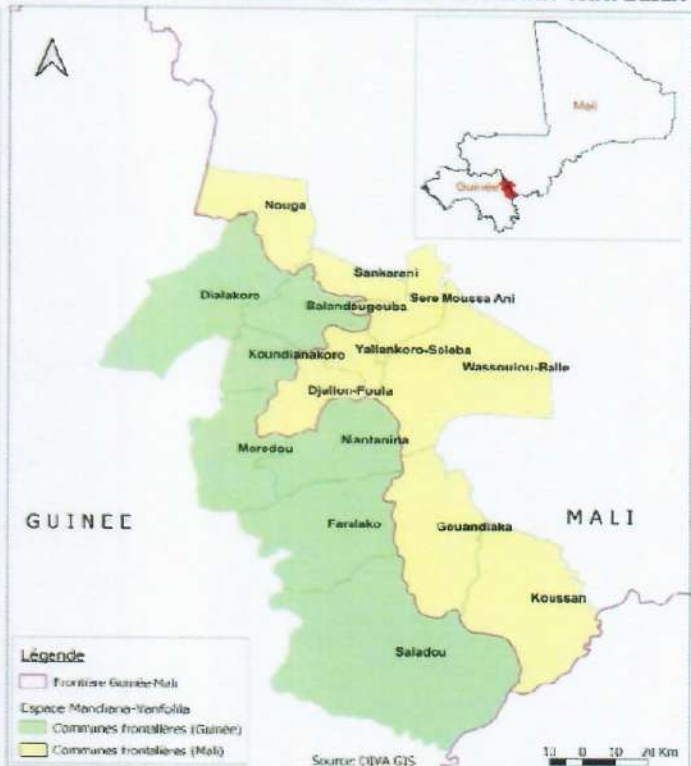 Mali
Guinée
Nouga
Sankarani
Dialakoro
Sere Moussa Ani
Balandougouba
Koundianakoro
Yallankoro-Soloba
Wassoulou-Balle
Djallon-Foula
Niantanina
Moredou
GUINEE
Faralako
Gouandiaka
MALI
Koussan
Saladou
Légende
Frontière Guinée-Mali
Espace Mandiana-Yanfolila
Communes frontalières (Guinée)
Communes frontalières (Mali)
Source: DIVA GIS
10 0 10 20 Km